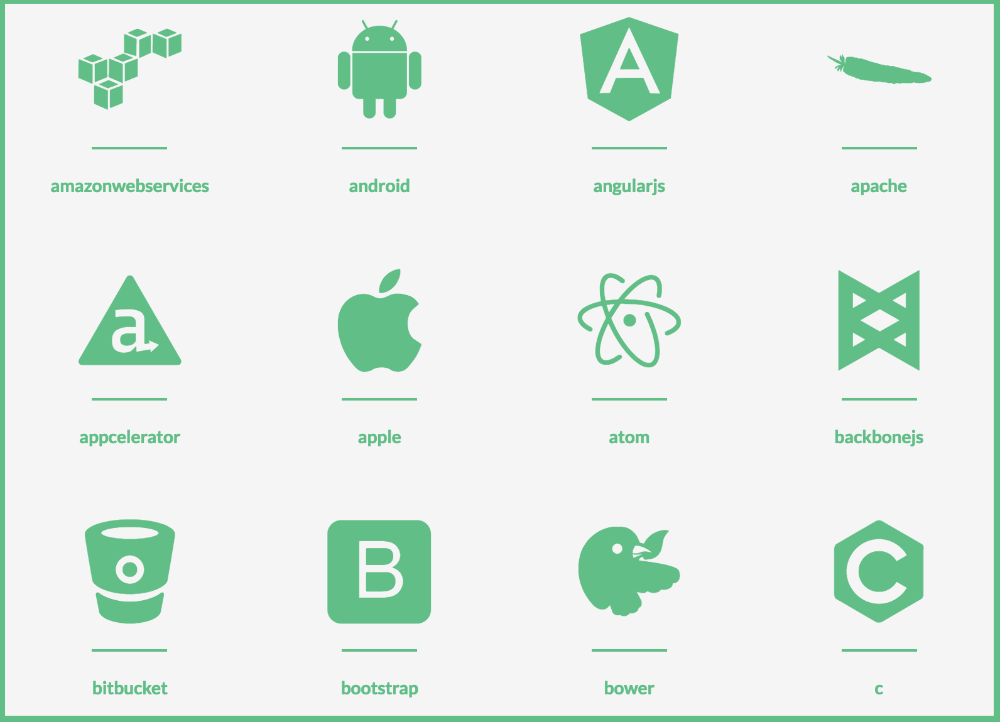 amazonwebservices android angularjs apache
appcelerator apple atom backbonejs
bitbucket bootstrap bower c